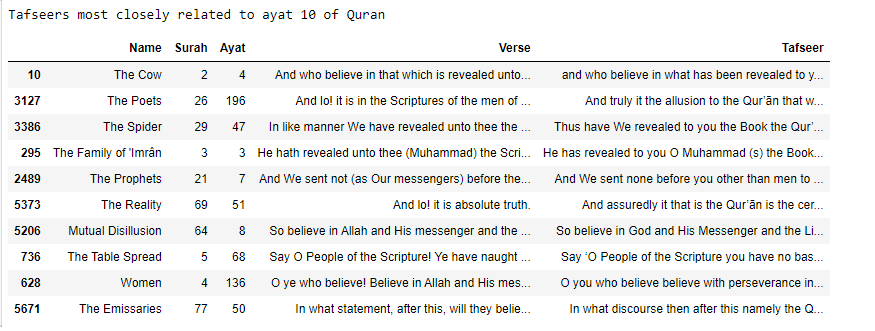 Tafseers most closely related to ayat 10 of Quran
Name Surah Ayat Verse Tafseer
10 The Cow 2 4 And who believe in that which is revealed unto... and who believe in what has been revealed to y...
3127 The Poets 26 196 And lo! it is in the Scriptures of the men of ... And truly it the allusion to the Qur’ān that w...
3386 The Spider 29 47 In like manner We have revealed unto thee the ... Thus have We revealed to you the Book the Qur’...
295 The Family of 'Imrân 3 3 He hath revealed unto thee (Muhammad) the Scri... He has revealed to you O Muhammad (s) the Book...
2489 The Prophets 21 7 And We sent not (as Our messengers) before the... And We sent none before you other than men to ...
5373 The Reality 69 51 And lo! it is absolute truth. And assuredly it that is the Qur’ān is the cer...
5206 Mutual Disillusion 64 8 So believe in Allah and His messenger and the ... So believe in God and His Messenger and the Li...
736 The Table Spread 5 68 Say O People of the Scripture! Ye have naught ... Say ‘O People of the Scripture you have no bas...
628 Women 4 136 O ye who believe! Believe in Allah and His mes... O you who believe believe with perseverance in...
5671 The Emissaries 77 50 In what statement, after this, will they belie... In what discourse then after this namely the Q...